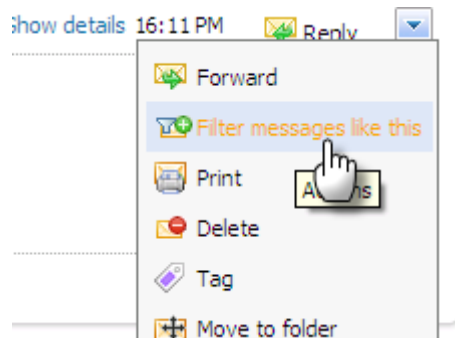 Show details 16:11 PM Reply
Forward
Filter messages like this
Print
Delete
Tag
Move to folder